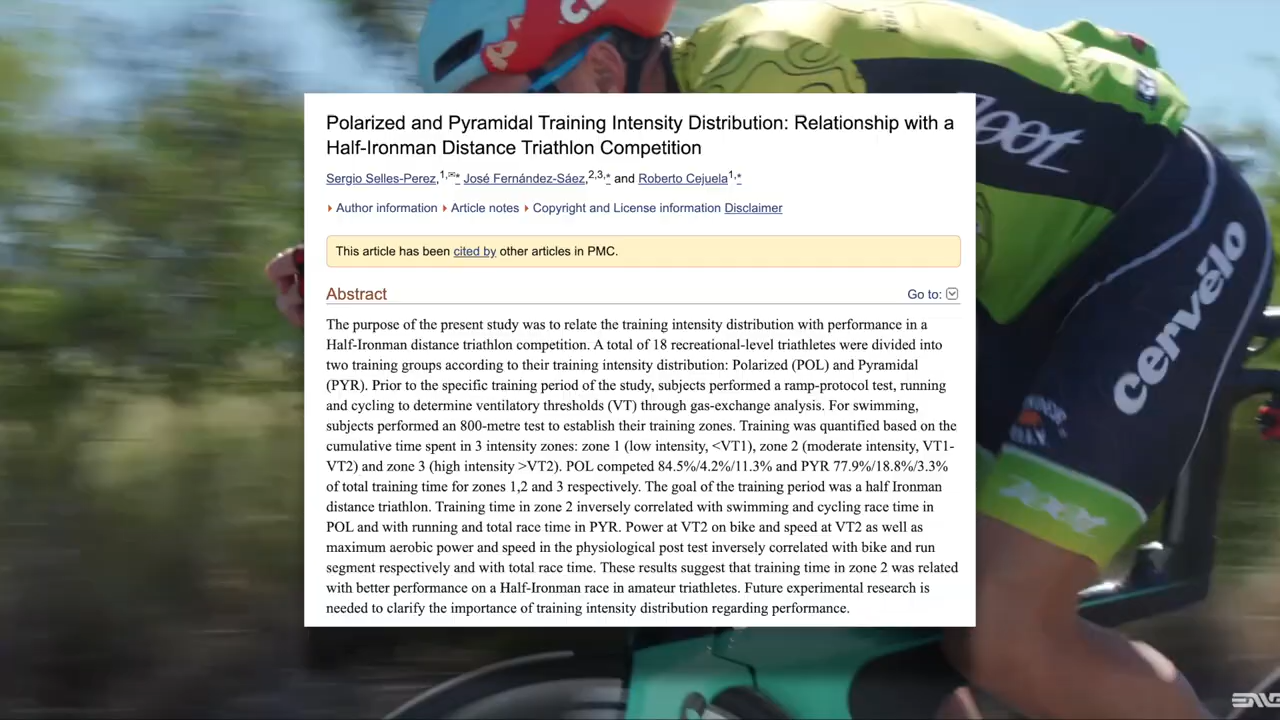 Polarized and Pyramidal Training Intensity Distribution: Relationship with a
Half-Ironman Distance Triathlon Competition
Sergio Selles-Perez,1,✉* José Fernández-Sáez,2,3,* and Roberto Cejuela1,*
Author information Article notes Copyright and License information Disclaimer
This article has been cited by other articles in PMC.
Abstract
Go to:
The purpose of the present study was to relate the training intensity distribution with performance in a
Half-Ironman distance triathlon competition. A total of 18 recreational-level triathletes were divided into
two training groups according to their training intensity distribution: Polarized (POL) and Pyramidal
(PYR). Prior to the specific training period of the study, subjects performed a ramp-protocol test, running
and cycling to determine ventilatory thresholds (VT) through gas-exchange analysis. For swimming,
subjects performed an 800-metre test to establish their training zones. Training was quantified based on the
cumulative time spent in 3 intensity zones: zone 1 (low intensity, <VT1), zone 2 (moderate intensity, VT1-
VT2) and zone 3 (high intensity >VT2). POL competed 84.5%/4.2%/11.3% and PYR 77.9%/18.8%/3.3%
of total training time for zones 1,2 and 3 respectively. The goal of the training period was a half Ironman
distance triathlon. Training time in zone 2 inversely correlated with swimming and cycling race time in
POL and with running and total race time in PYR. Power at VT2 on bike and speed at VT2 as well as
maximum aerobic power and speed in the physiological post test inversely correlated with bike and run
segment respectively and with total race time. These results suggest that training time in zone 2 was related
with better performance on a Half-Ironman race in amateur triathletes. Future experimental research is
needed to clarify the importance of training intensity distribution regarding performance.
zoot
cervélo
zoot